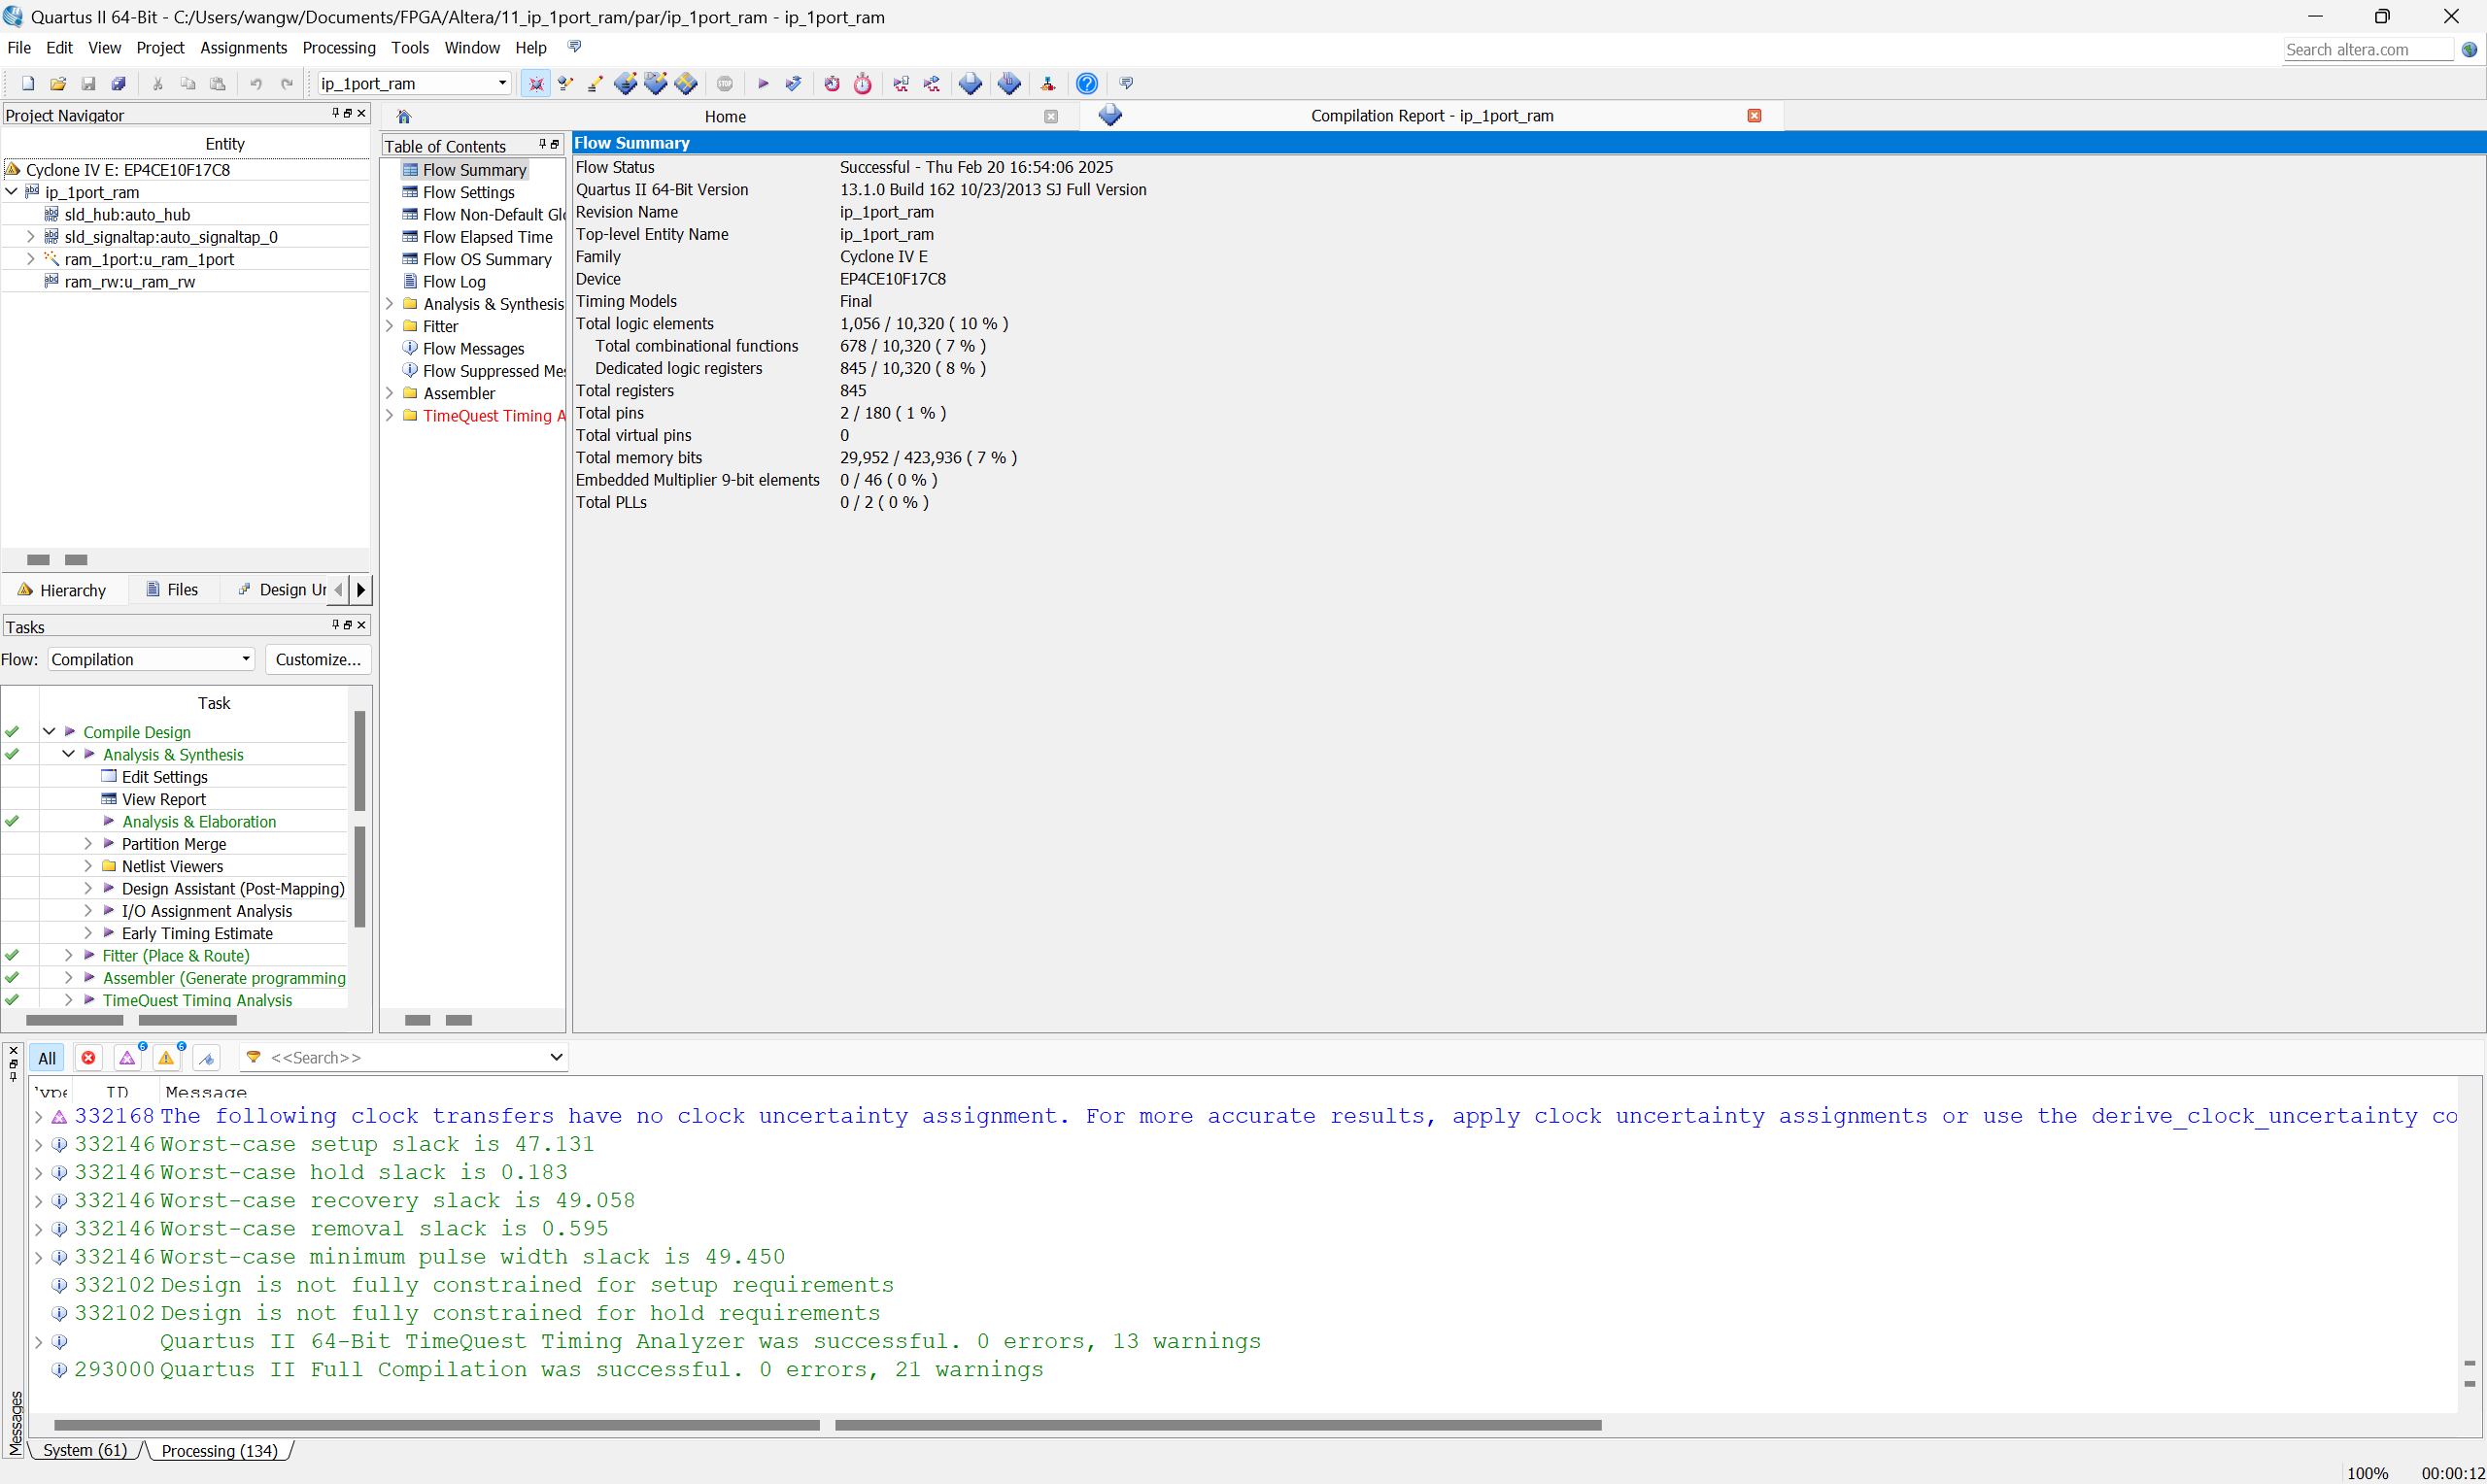 Quartus II 64-Bit - C:/Users/wangw/Documents/FPGA/Altera/11_ip_1port_ram/par/ip_1port_ram - ip_1port_ram
File Edit View Project Assignments Processing Tools Window Help
Search altera.com
ip_1port_ram
Project Navigator
Entity
Cyclone IV E: EP4CE10F17C8
ip_1port_ram
sld_hub:auto_hub
sld_signaltap:auto_signaltap_0
ram_1port:u_ram_1port
ram_rw:u_ram_rw
Hierarchy Files Design Ur
Tasks
Flow: Compilation Customize...
Task
Compile Design
Analysis & Synthesis
Edit Settings
View Report
Analysis & Elaboration
Partition Merge
Netlist Viewers
Design Assistant (Post-Mapping)
I/O Assignment Analysis
Early Timing Estimate
Fitter (Place & Route)
Assembler (Generate programming
TimeQuest Timing Analysis
Home
Compilation Report - ip_1port_ram
Table of Contents
Flow Summary
Flow Settings
Flow Non-Default Glo
Flow Elapsed Time
Flow OS Summary
Flow Log
Analysis & Synthesis
Fitter
Flow Messages
Flow Suppressed Mes
Assembler
TimeQuest Timing A
Flow Summary
Flow Status Successful - Thu Feb 20 16:54:06 2025
Quartus II 64-Bit Version 13.1.0 Build 162 10/23/2013 SJ Full Version
Revision Name ip_1port_ram
Top-level Entity Name ip_1port_ram
Family Cyclone IV E
Device EP4CE10F17C8
Timing Models Final
Total logic elements 1,056 / 10,320 ( 10 % )
Total combinational functions 678 / 10,320 ( 7 % )
Dedicated logic registers 845 / 10,320 ( 8 % )
Total registers 845
Total pins 2 / 180 ( 1 % )
Total virtual pins 0
Total memory bits 29,952 / 423,936 ( 7 % )
Embedded Multiplier 9-bit elements 0 / 46 ( 0 % )
Total PLLs 0 / 2 ( 0 % )
All 6 6 <<Search>>
Type ID Message
332168 The following clock transfers have no clock uncertainty assignment. For more accurate results, apply clock uncertainty assignments or use the derive_clock_uncertainty co
332146 Worst-case setup slack is 47.131
332146 Worst-case hold slack is 0.183
332146 Worst-case recovery slack is 49.058
332146 Worst-case removal slack is 0.595
332146 Worst-case minimum pulse width slack is 49.450
332102 Design is not fully constrained for setup requirements
332102 Design is not fully constrained for hold requirements
Quartus II 64-Bit TimeQuest Timing Analyzer was successful. 0 errors, 13 warnings
293000 Quartus II Full Compilation was successful. 0 errors, 21 warnings
Messages
System (61) Processing (134)
100% 00:00:12